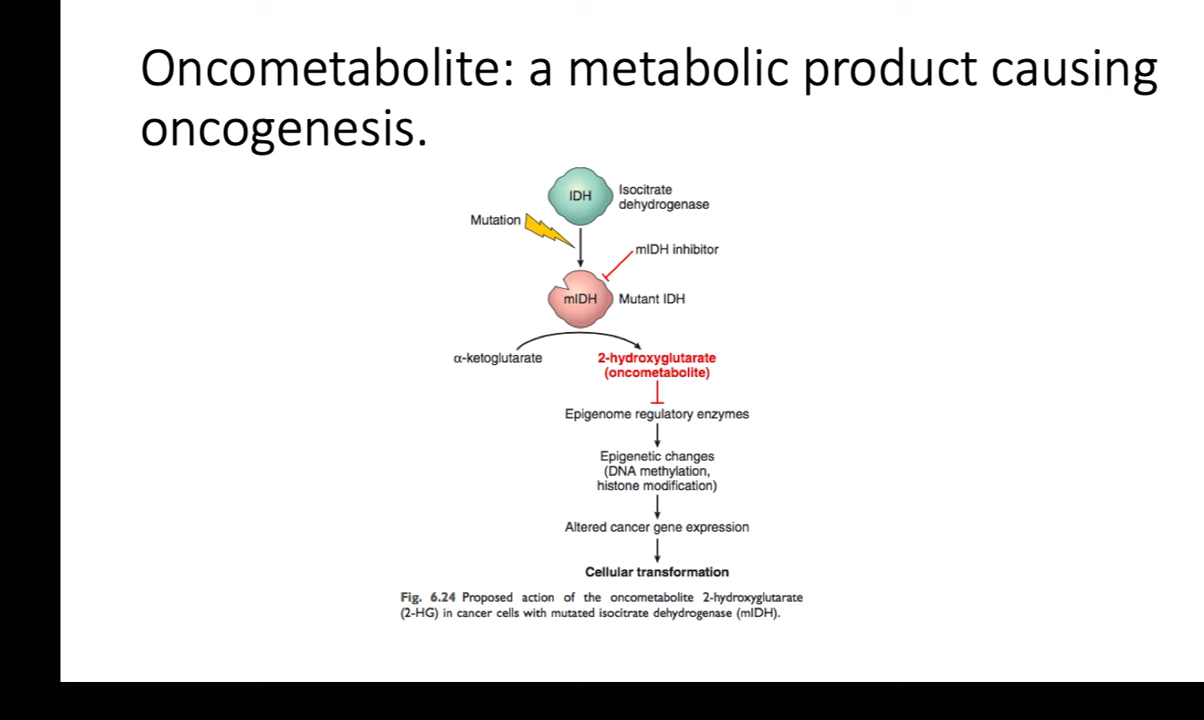 Oncometabolite: a metabolic product causing
oncogenesis.
IDH
Isocitrate
dehydrogenase
Mutation
mIDH inhibitor
mIDH
Mutant IDH
α-ketoglutarate
2-hydroxyglutarate
(oncometabolite)
Epigenome regulatory enzymes
Epigenetic changes
(DNA methylation,
histone modification)
Altered cancer gene expression
Cellular transformation
Fig. 6.24 Proposed action of the oncometabolite 2-hydroxyglutarate
(2-HG) in cancer cells with mutated isocitrate dehydrogenase (mIDH).